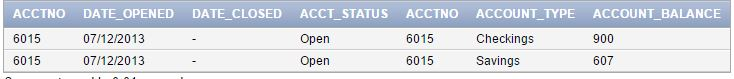 ACCTNO DATE_OPENED DATE_CLOSED ACCT_STATUS ACCTNO ACCOUNT_TYPE ACCOUNT_BALANCE
6015 07/12/2013 - Open 6015 Checkings 900
6015 07/12/2013 - Open 6015 Savings 607